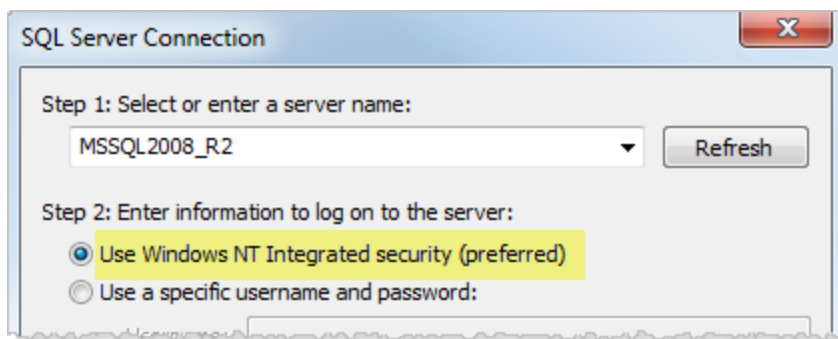 SQL Server Connection
Step 1: Select or enter a server name:
MSSQL2008_R2
Refresh
Step 2: Enter information to log on to the server:
Use Windows NT Integrated security (preferred)
Use a specific username and password: